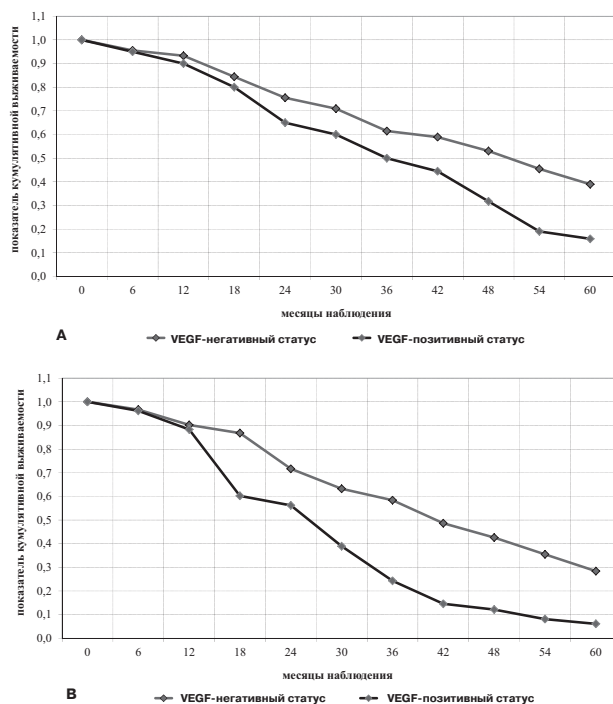 показатель кумулятивной выживаемости
1,1
1,0
0,9
0,8
0,7
0,6
0,5
0,4
0,3
0,2
0,1
0,0
0 6 12 18 24 30 36 42 48 54 60
месяцы наблюдения
A
VEGF-негативный статус VEGF-позитивный статус
показатель кумулятивной выживаемости
1,1
1,0
0,9
0,8
0,7
0,6
0,5
0,4
0,3
0,2
0,1
0,0
0 6 12 18 24 30 36 42 48 54 60
месяцы наблюдения
B
VEGF-негативный статус VEGF-позитивный статус